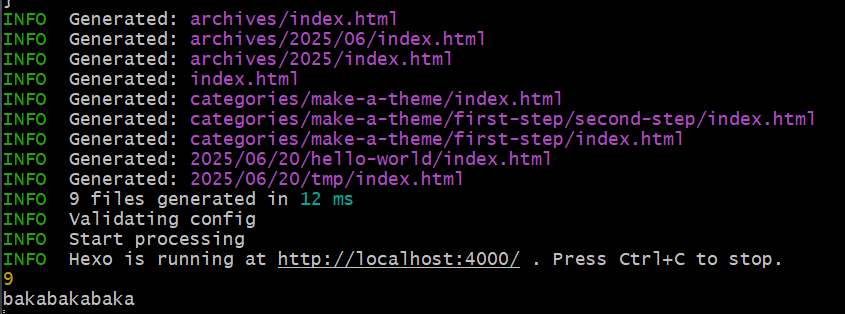 }
INFO  Generated: archives/index.html
INFO  Generated: archives/2025/06/index.html
INFO  Generated: archives/2025/index.html
INFO  Generated: index.html
INFO  Generated: categories/make-a-theme/index.html
INFO  Generated: categories/make-a-theme/first-step/second-step/index.html
INFO  Generated: categories/make-a-theme/first-step/index.html
INFO  Generated: 2025/06/20/hello-world/index.html
INFO  Generated: 2025/06/20/tmp/index.html
INFO  9 files generated in 12 ms
INFO  Validating config
INFO  Start processing
INFO  Hexo is running at http://localhost:4000/ . Press Ctrl+C to stop.
9
bakabakabaka